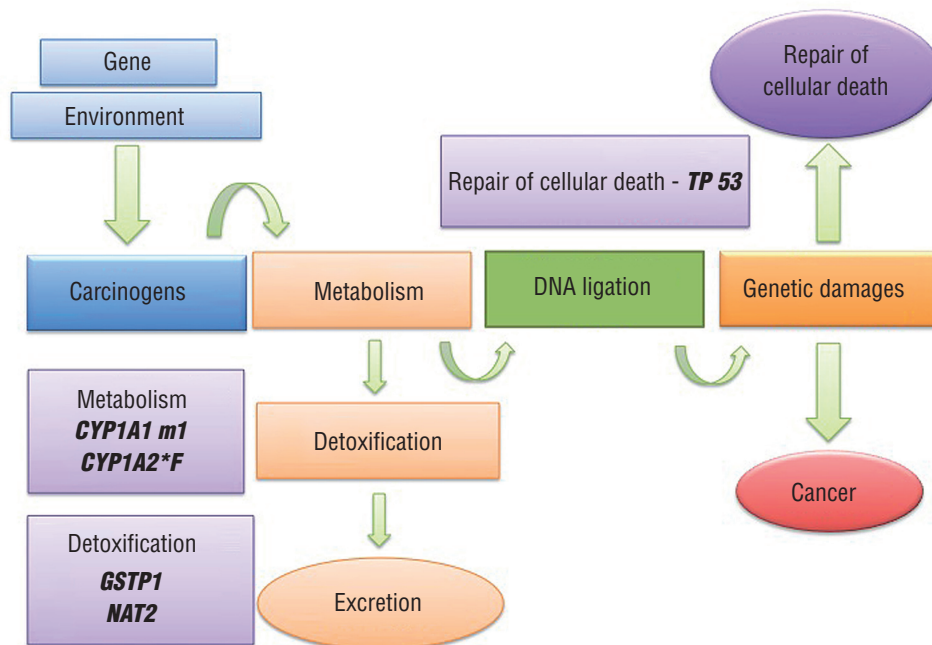 Gene
Environment
Repair of
cellular death
Repair of cellular death - TP 53
Carcinogens
Metabolism
DNA ligation
Genetic damages
Metabolism
CYP1A1 m1
CYP1A2*F
Detoxification
Cancer
Detoxification
GSTP1
NAT2
Excretion